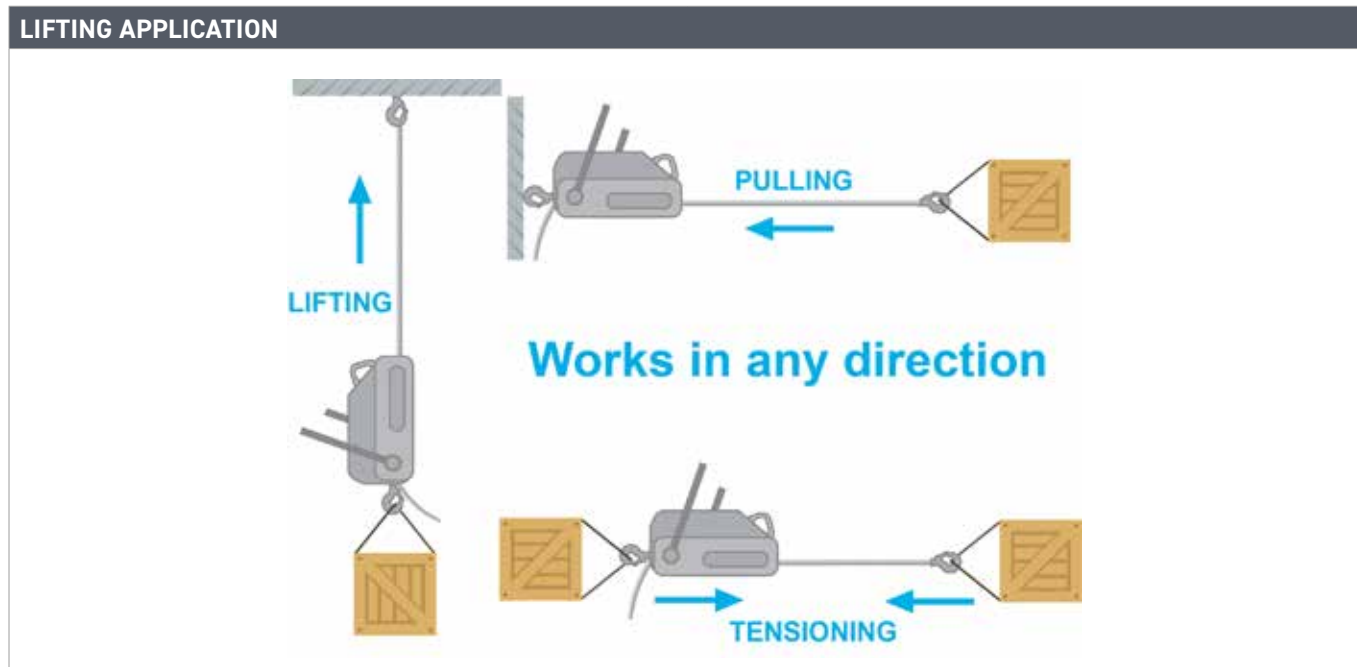 LIFTING APPLICATION
PULLING
LIFTING
Works in any direction
TENSIONING